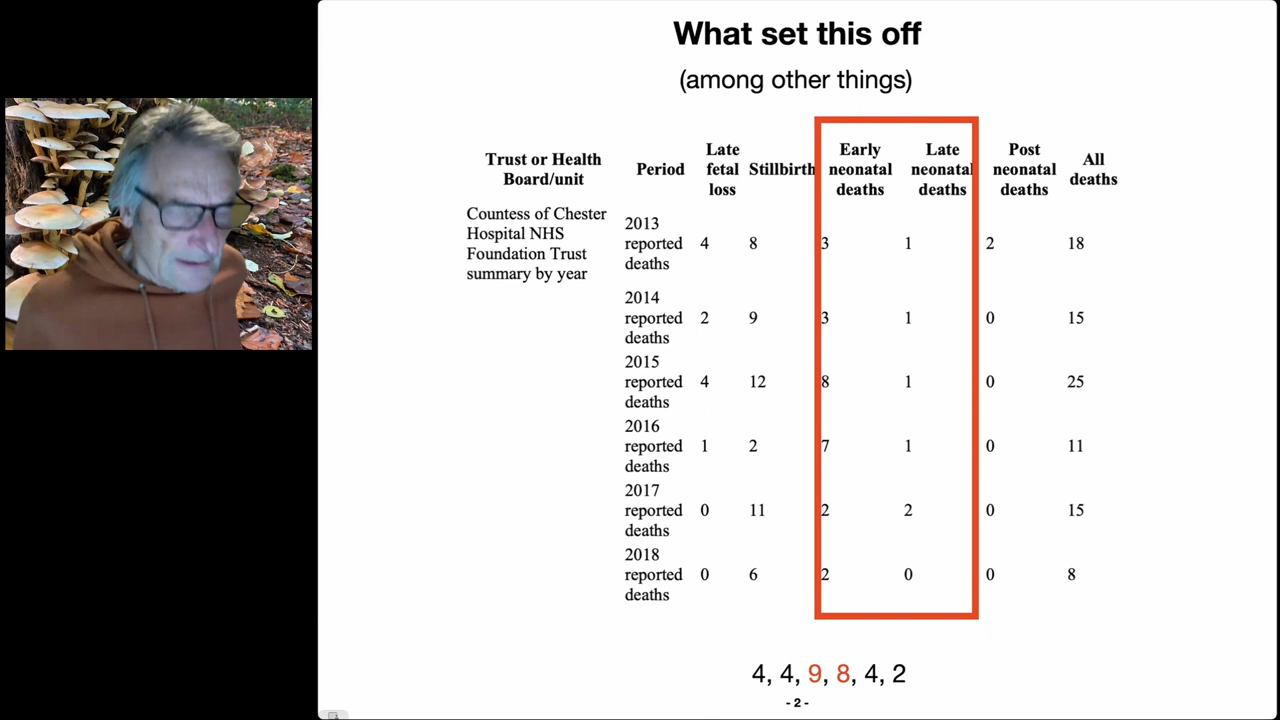 What set this off
(among other things)
Trust or Health Board/unit Period Late fetal loss Stillbirth Early neonatal deaths Late neonatal deaths Post neonatal deaths All deaths
Countess of Chester Hospital NHS Foundation Trust summary by year
2013 reported deaths 4 8 3 1 2 18
2014 reported deaths 2 9 3 1 0 15
2015 reported deaths 4 12 8 1 0 25
2016 reported deaths 1 2 7 1 0 11
2017 reported deaths 0 11 2 2 0 15
2018 reported deaths 0 6 2 0 0 8
4, 4, 9, 8, 4, 2
- 2 -